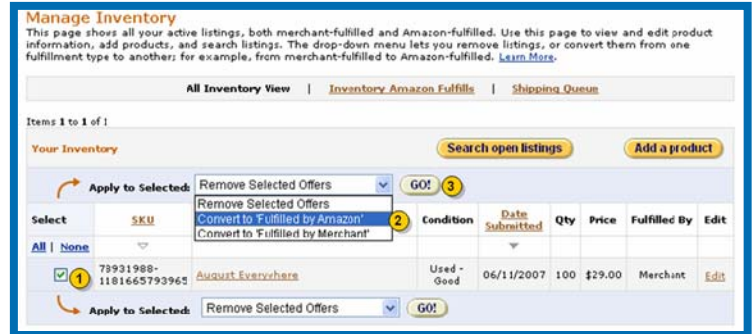 Manage Inventory
This page shows all your active listings, both merchant-fulfilled and Amazon-fulfilled. Use this page to view and edit product
information, add products, and search listings. The drop-down menu lets you remove listings, or convert them from one
fulfillment type to another; for example, from merchant-fulfilled to Amazon-fulfilled. Learn More.
All Inventory View | Inventory Amazon Fulfills | Shipping Queue
Items 1 to 1 of 1
Your Inventory Search open listings Add a product
Apply to Selected: Remove Selected Offers GO! 3
Remove Selected Offers
Convert to 'Fulfilled by Amazon' 2
Convert to 'Fulfilled by Merchant'
Select SKU Condition Date Submitted Qty Price Fulfilled By Edit
All | None
1 73931988-1181665793965 August Everywhere Used - Good 06/11/2007 100 $29.00 Merchant Edit
Apply to Selected: Remove Selected Offers GO!